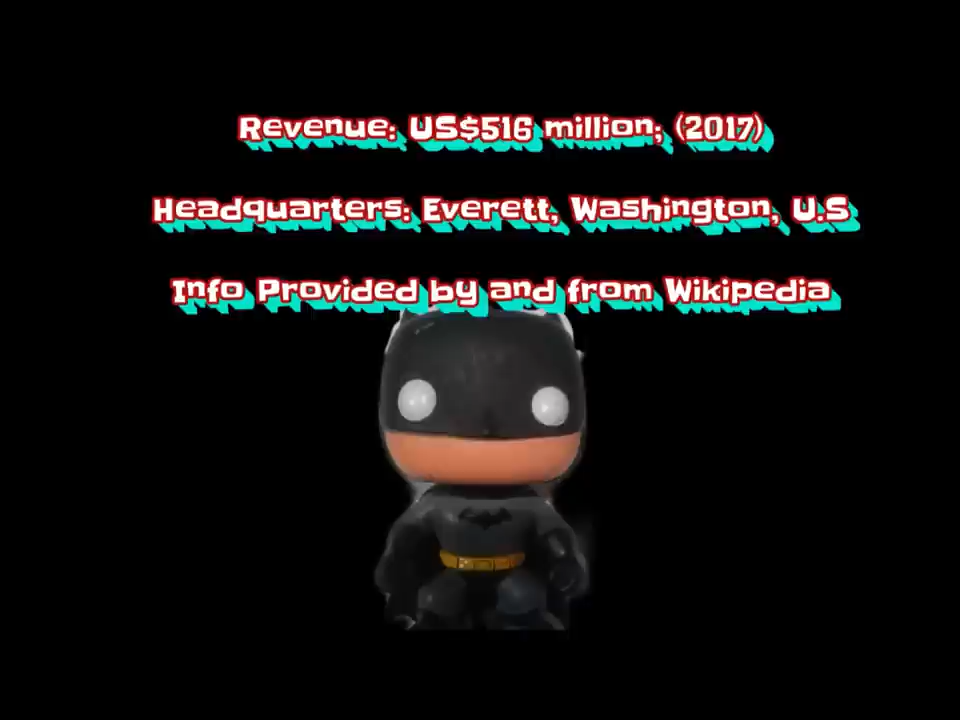 Revenue: US$516 million; (2017)
Headquarters: Everett, Washington, U.S
Info Provided by and from Wikipedia